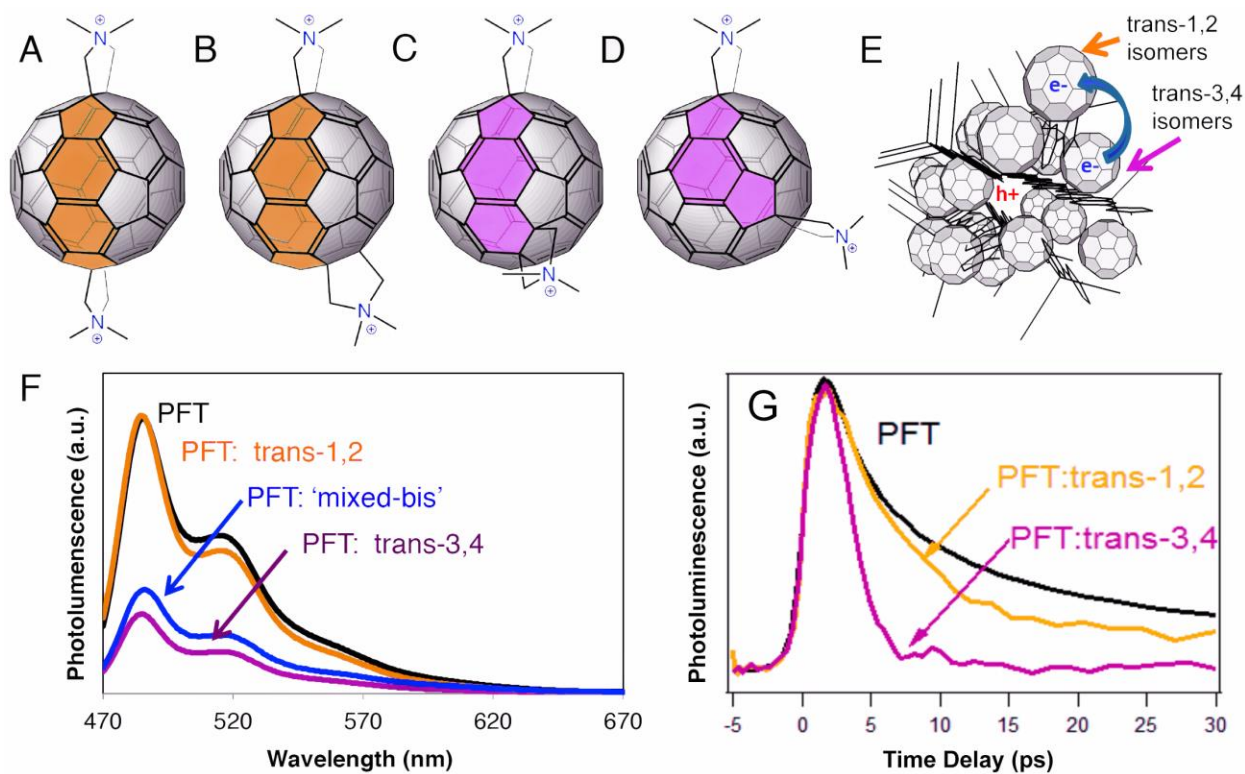 A
B
C
D
E
N
⊕
N
⊕
N
⊕
N
⊕
N
⊕
N
⊕
N
⊕
N
⊕
trans-1,2
isomers
trans-3,4
isomers
e-
e-
h+
F
PFT
PFT: trans-1,2
PFT: 'mixed-bis'
PFT: trans-3,4
Photolumenscence (a.u.)
470 520 570 620 670
Wavelength (nm)
G
PFT
PFT:trans-1,2
PFT:trans-3,4
Photoluminescence (a.u.)
-5 0 5 10 15 20 25 30
Time Delay (ps)